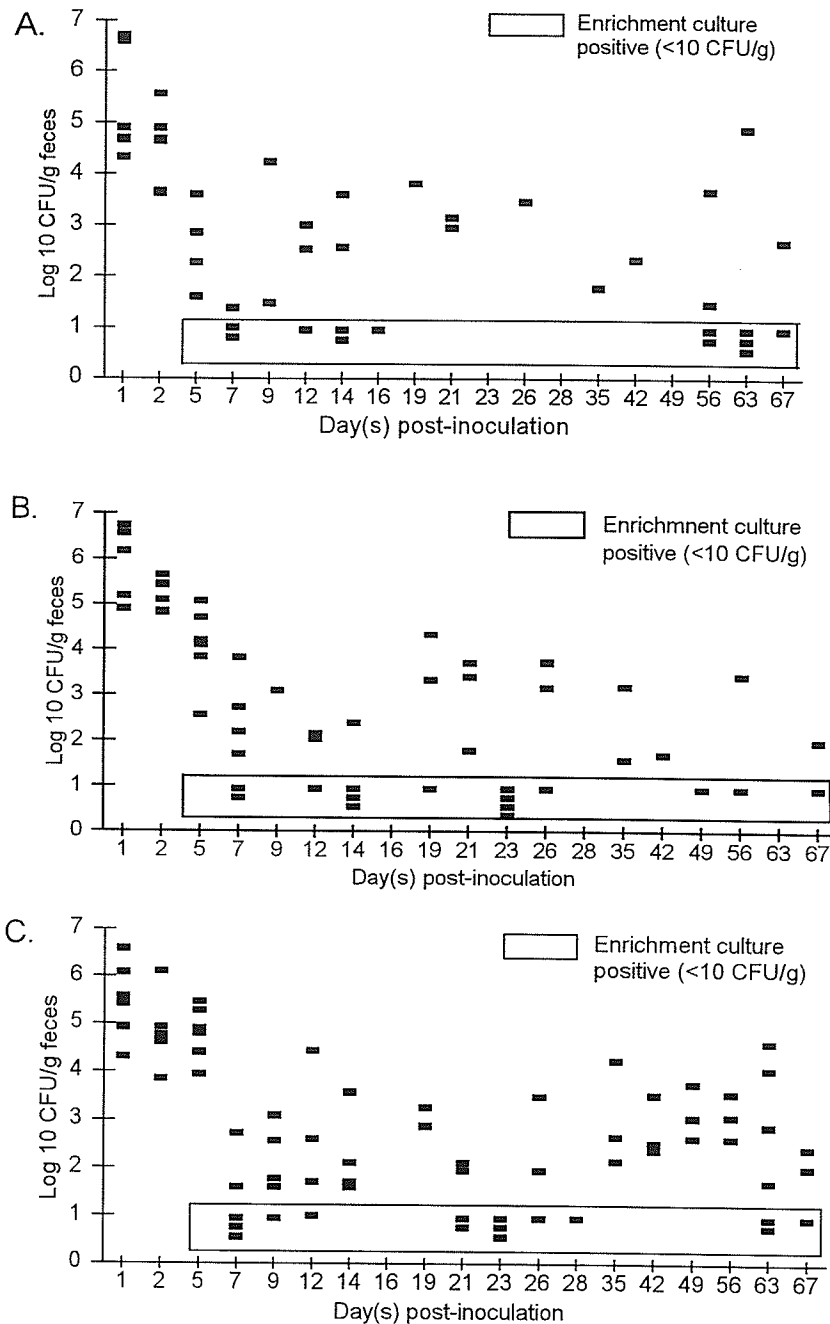 A.
Enrichment culture
positive (<10 CFU/g)
Log 10 CFU/g feces
7
6
5
4
3
2
1
0
1 2 5 7 9 12 14 16 19 21 23 26 28 35 42 49 56 63 67
Day(s) post-inoculation
B.
Enrichmnent culture
positive (<10 CFU/g)
Log 10 CFU/g feces
7
6
5
4
3
2
1
0
1 2 5 7 9 12 14 16 19 21 23 26 28 35 42 49 56 63 67
Day(s) post-inoculation
C.
Enrichment culture
positive (<10 CFU/g)
Log 10 CFU/g feces
7
6
5
4
3
2
1
0
1 2 5 7 9 12 14 16 19 21 23 26 28 35 42 49 56 63 67
Day(s) post-inoculation